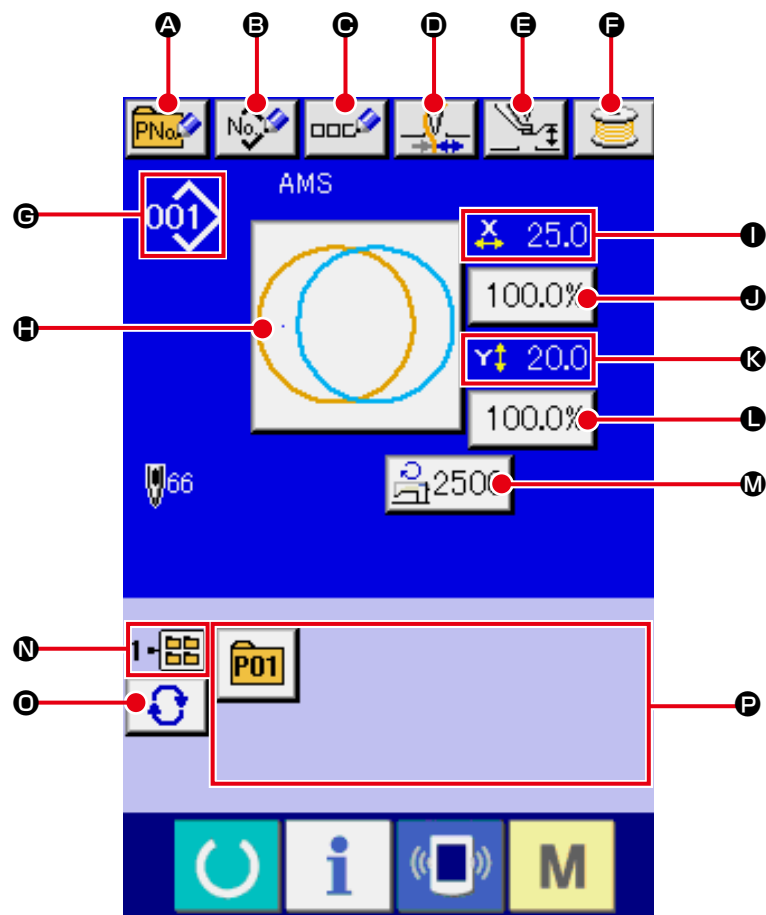 A B C D E F
PNo. No.
AMS
G 001 X 25.0 I
100.0% J
H Y 20.0 K
100.0% L
66 2500 M
N 1
P01
O P
i M